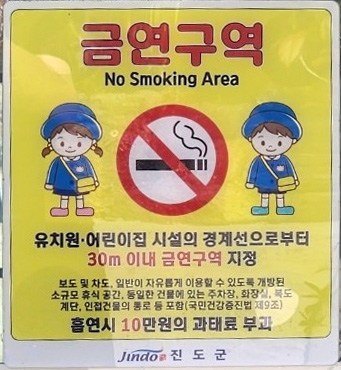 금연구역
No Smoking Area
유치원·어린이집 시설의 경계선으로부터
30m 이내 금연구역 지정
보도 및 차도, 일반이 자유롭게 이용할 수 있도록 개방된
소규모 휴식 공간, 동일한 건물에 있는 주차장, 화장실, 복도
계단, 인접건물의 통로 등 포함(국민건강증진법 제9조)
흡연시 10만원의 과태료 부과
Jindo 진도군